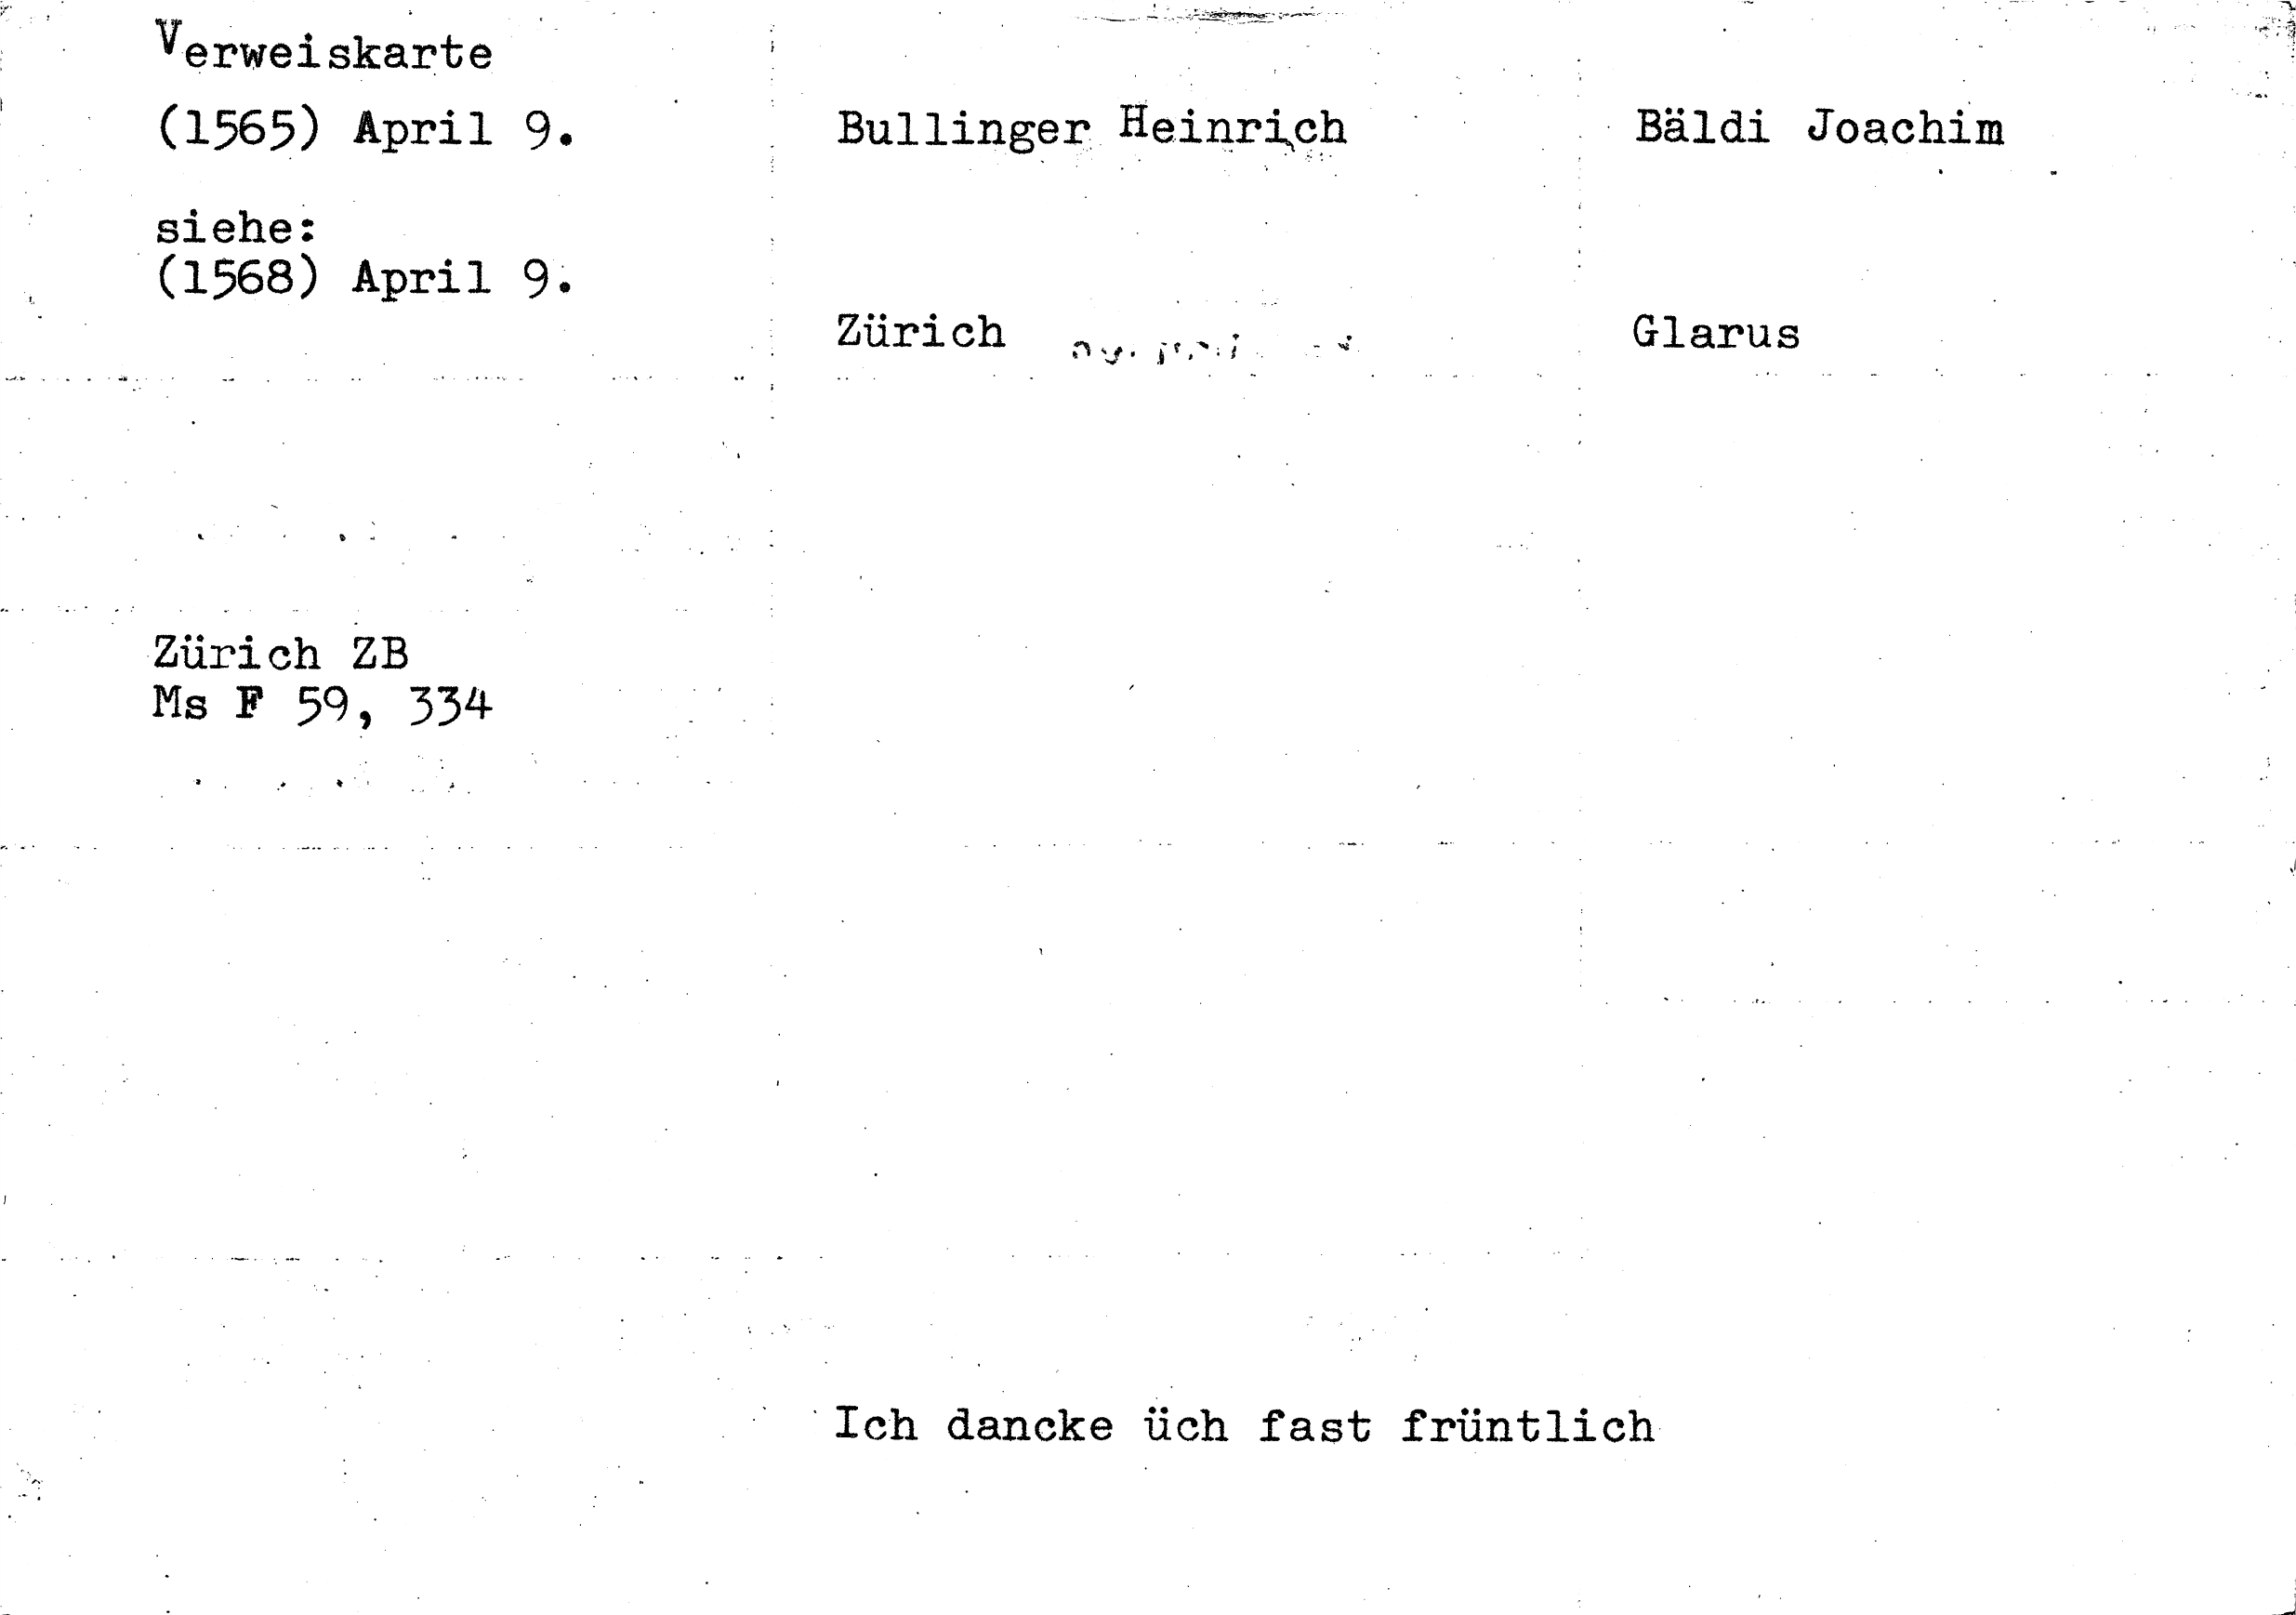 Verweiskarte
(1565) April 9.
Bullinger Heinrich
Bäldi Joachim
siehe:
(1568) April 9.
Zürich
Glarus
Zürich ZB
Ms F 59, 334
Ich dancke üch fast früntlich